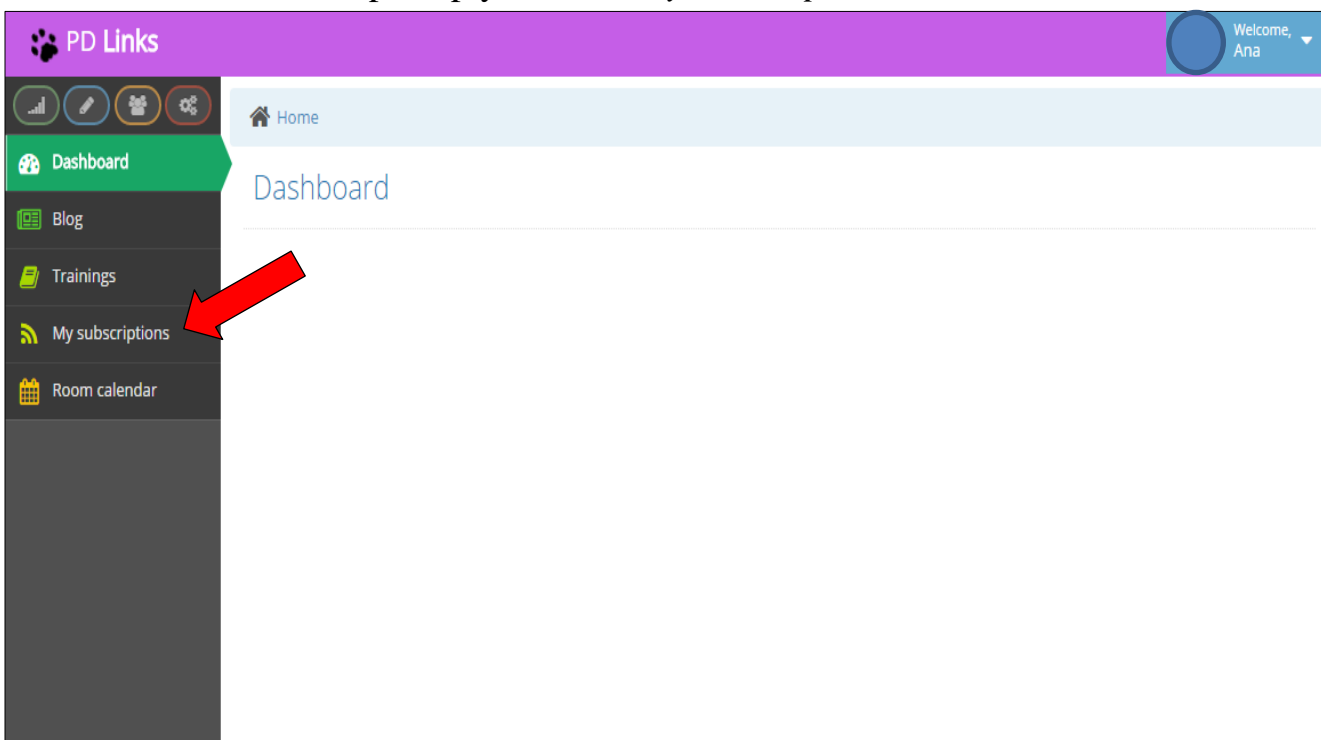 PD Links
Welcome,
Ana
Home
Dashboard
Dashboard
Blog
Trainings
My subscriptions
Room calendar